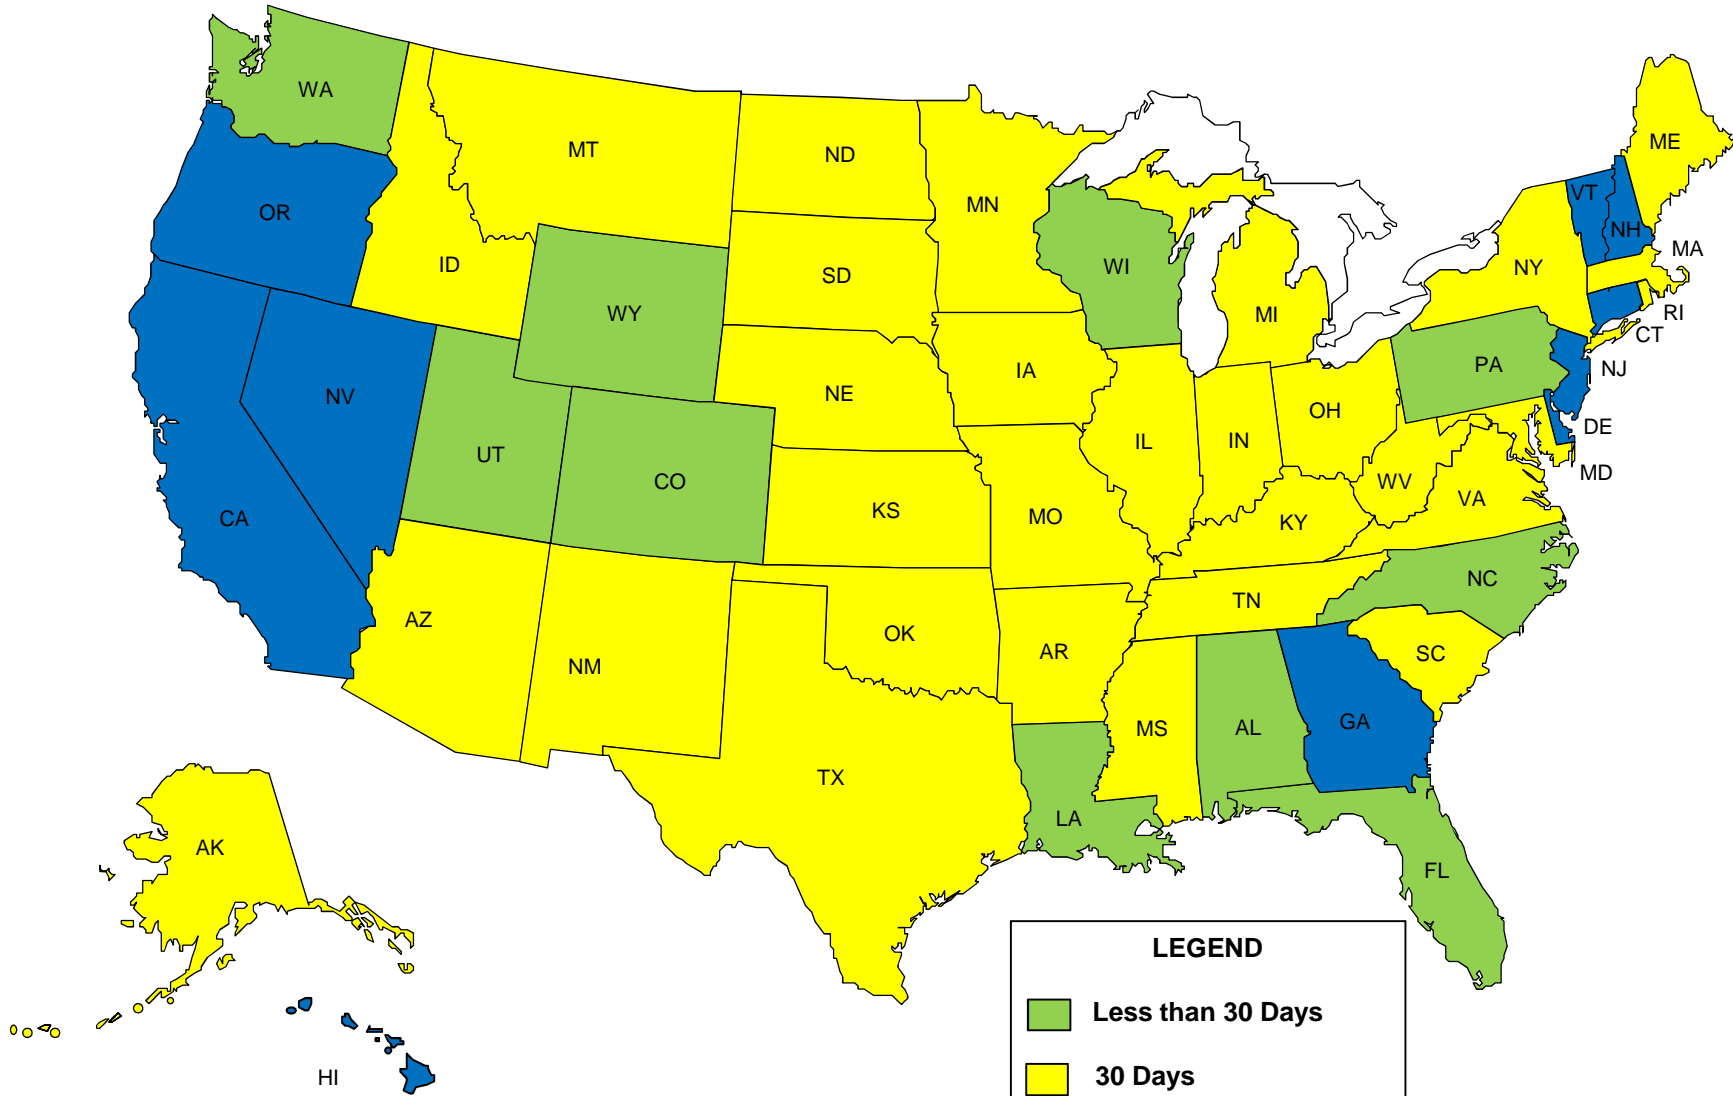 WA
MT
ND
MN
ME
OR
ID
SD
WI
MI
NY
VT
NH
MA
WY
RI
CT
NJ
NV
NE
IA
PA
UT
CO
IL
IN
OH
DE
MD
CA
KS
MO
WV
VA
KY
NC
AZ
NM
OK
AR
TN
SC
TX
MS
AL
GA
LA
FL
AK
HI
LEGEND
Less than 30 Days
30 Days